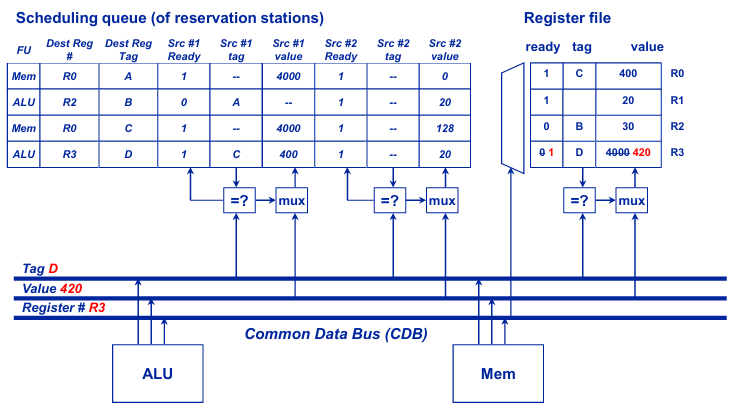 Scheduling queue (of reservation stations)
Register file
FU Dest Reg # Dest Reg Tag Src #1 Ready Src #1 tag Src #1 value Src #2 Ready Src #2 tag Src #2 value
Mem R0 A 1 -- 4000 1 -- 0
ALU R2 B 0 A -- 1 -- 20
Mem R0 C 1 -- 4000 1 -- 128
ALU R3 D 1 C 400 1 -- 20
ready tag value
1 C 400 R0
1 20 R1
0 B 30 R2
0 1 D 4000 420 R3
=? mux =? mux =? mux
Tag D
Value 420
Register # R3
Common Data Bus (CDB)
ALU Mem